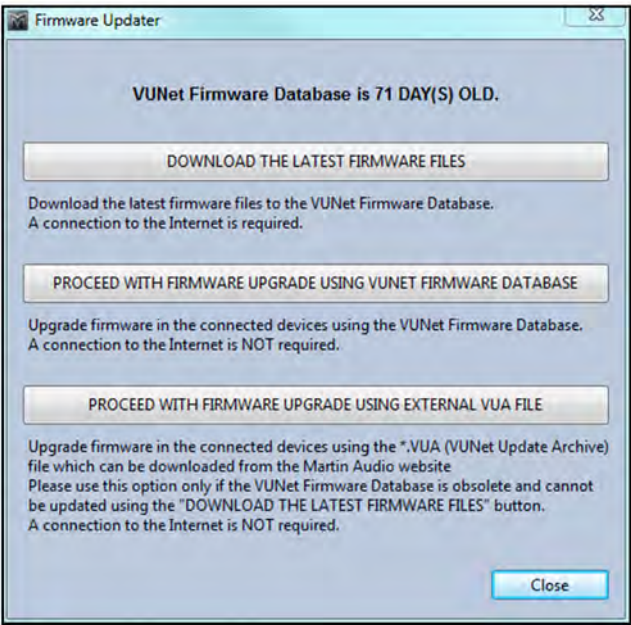 Firmware Updater
VUNet Firmware Database is 71 DAY(S) OLD.
DOWNLOAD THE LATEST FIRMWARE FILES
Download the latest firmware files to the VUNet Firmware Database.
A connection to the Internet is required.
PROCEED WITH FIRMWARE UPGRADE USING VUNET FIRMWARE DATABASE
Upgrade firmware in the connected devices using the VUNet Firmware Database.
A connection to the Internet is NOT required.
PROCEED WITH FIRMWARE UPGRADE USING EXTERNAL VUA FILE
Upgrade firmware in the connected devices using the *.VUA (VUNet Update Archive)
file which can be downloaded from the Martin Audio website
Please use this option only if the VUNet Firmware Database is obsolete and cannot
be updated using the "DOWNLOAD THE LATEST FIRMWARE FILES" button.
A connection to the Internet is NOT required.
Close